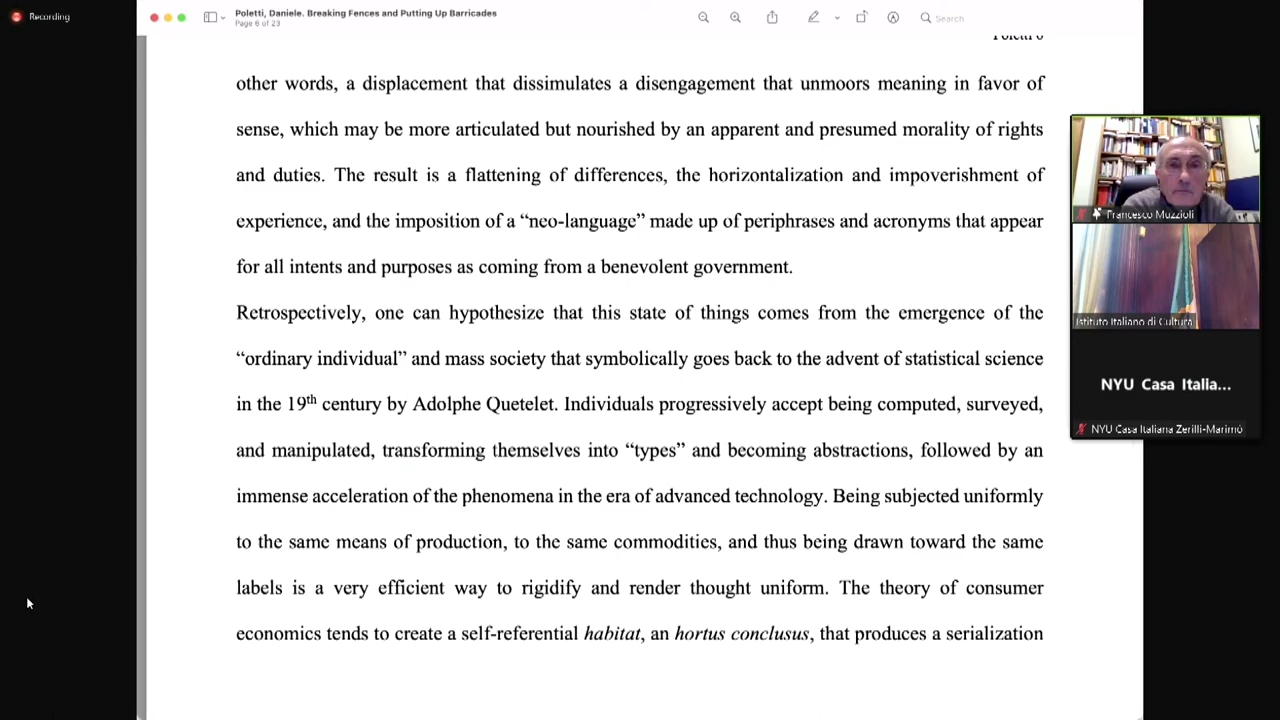 Recording
Poletti, Daniele. Breaking Fences and Putting Up Barricades
Page 6 of 23
Search
Poletti 6
other words, a displacement that dissimulates a disengagement that unmoors meaning in favor of
sense, which may be more articulated but nourished by an apparent and presumed morality of rights
and duties. The result is a flattening of differences, the horizontalization and impoverishment of
experience, and the imposition of a “neo-language” made up of periphrases and acronyms that appear
for all intents and purposes as coming from a benevolent government.
Retrospectively, one can hypothesize that this state of things comes from the emergence of the
“ordinary individual” and mass society that symbolically goes back to the advent of statistical science
in the 19th century by Adolphe Quetelet. Individuals progressively accept being computed, surveyed,
and manipulated, transforming themselves into “types” and becoming abstractions, followed by an
immense acceleration of the phenomena in the era of advanced technology. Being subjected uniformly
to the same means of production, to the same commodities, and thus being drawn toward the same
labels is a very efficient way to rigidify and render thought uniform. The theory of consumer
economics tends to create a self-referential habitat, an hortus conclusus, that produces a serialization
Francesco Muzzioli
Istituto Italiano di Cultura
NYU Casa Italia...
NYU Casa Italiana Zerilli-Marimò